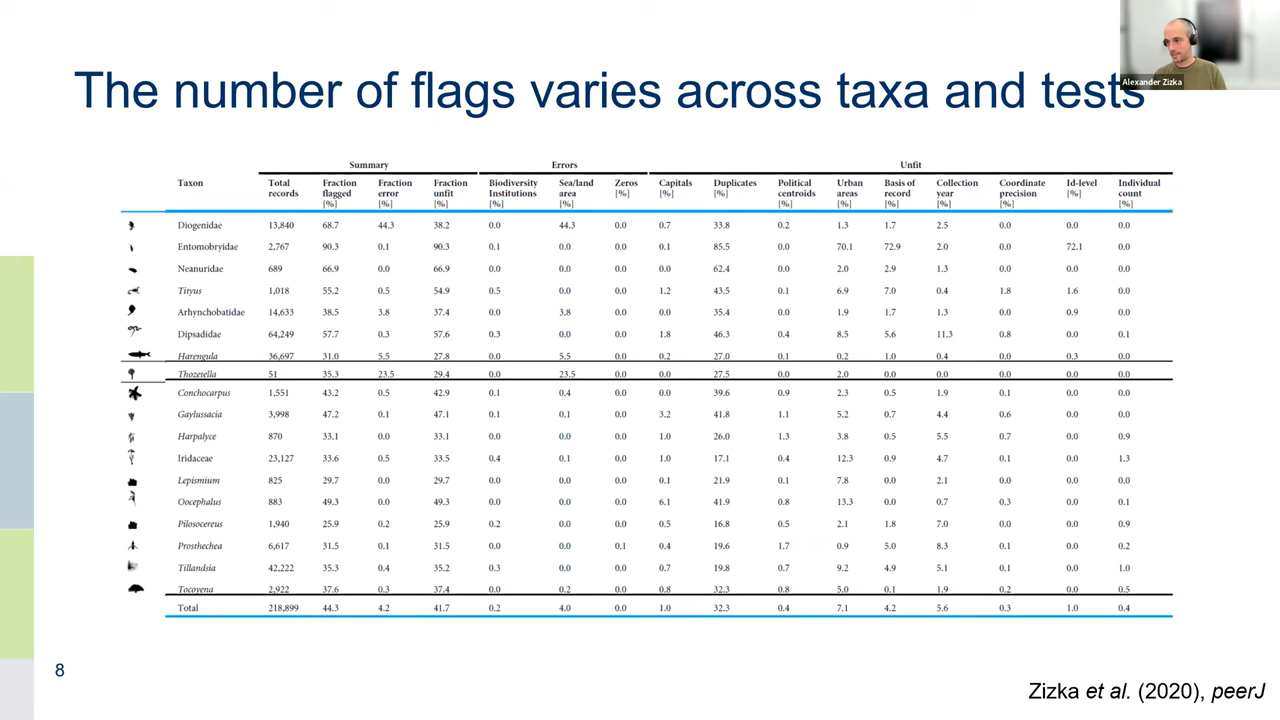 The number of flags varies across taxa and tests
Alexander Zizka
Summary Errors Unfit
Taxon Total records Fraction flagged [%] Fraction error [%] Fraction unfit [%] Biodiversity Institutions [%] Sea/land area [%] Zeros [%] Capitals [%] Duplicates [%] Political centroids [%] Urban areas [%] Basis of record [%] Collection year [%] Coordinate precision [%] Id-level [%] Individual count [%]
Diogenidae 13,840 68.7 44.3 38.2 0.0 44.3 0.0 0.7 33.8 0.2 1.3 1.7 2.5 0.0 0.0 0.0
Entomobryidae 2,767 90.3 0.1 90.3 0.1 0.0 0.0 0.1 85.5 0.0 70.1 72.9 2.0 0.0 72.1 0.0
Neanuridae 689 66.9 0.0 66.9 0.0 0.0 0.0 0.0 62.4 0.0 2.0 2.9 1.3 0.0 0.0 0.0
Tityus 1,018 55.2 0.5 54.9 0.5 0.0 0.0 1.2 43.5 0.1 6.9 7.0 0.4 1.8 1.6 0.0
Arhynchobatidae 14,633 38.5 3.8 37.4 0.0 3.8 0.0 0.0 35.4 0.0 1.9 1.7 1.3 0.0 0.9 0.0
Dipsadidae 64,249 57.7 0.3 57.6 0.3 0.0 0.0 1.8 46.3 0.4 8.5 5.6 11.3 0.8 0.0 0.1
Harengula 36,697 31.0 5.5 27.8 0.0 5.5 0.0 0.2 27.0 0.1 0.2 1.0 0.4 0.0 0.3 0.0
Thozetella 51 35.3 23.5 29.4 0.0 23.5 0.0 0.0 27.5 0.0 2.0 0.0 0.0 0.0 0.0 0.0
Conchocarpus 1,551 43.2 0.5 42.9 0.1 0.4 0.0 0.0 39.6 0.9 2.3 0.5 1.9 0.1 0.0 0.0
Gaylussacia 3,998 47.2 0.1 47.1 0.1 0.1 0.0 3.2 41.8 1.1 5.2 0.7 4.4 0.6 0.0 0.0
Harpalyce 870 33.1 0.0 33.1 0.0 0.0 0.0 1.0 26.0 1.3 3.8 0.5 5.5 0.7 0.0 0.9
Iridaceae 23,127 33.6 0.5 33.5 0.4 0.1 0.0 1.0 17.1 0.4 12.3 0.9 4.7 0.1 0.0 1.3
Lepismium 825 29.7 0.0 29.7 0.0 0.0 0.0 0.1 21.9 0.1 7.8 0.0 2.1 0.0 0.0 0.0
Oocephalus 883 49.3 0.0 49.3 0.0 0.0 0.0 6.1 41.9 0.8 13.3 0.0 0.7 0.3 0.0 0.1
Pilosocereus 1,940 25.9 0.2 25.9 0.2 0.0 0.0 0.5 16.8 0.5 2.1 1.8 7.0 0.0 0.0 0.9
Prosthechea 6,617 31.5 0.1 31.5 0.0 0.0 0.1 0.4 19.6 1.7 0.9 5.0 8.3 0.1 0.0 0.2
Tillandsia 42,222 35.3 0.4 35.2 0.3 0.0 0.0 0.7 19.8 0.7 9.2 4.9 5.1 0.1 0.0 1.0
Tocoyena 2,922 37.6 0.3 37.4 0.0 0.2 0.0 0.8 32.3 0.8 5.0 0.1 1.9 0.2 0.0 0.5
Total 218,899 44.3 4.2 41.7 0.2 4.0 0.0 1.0 32.3 0.4 7.1 4.2 5.6 0.3 1.0 0.4
8
Zizka et al. (2020), peerJ